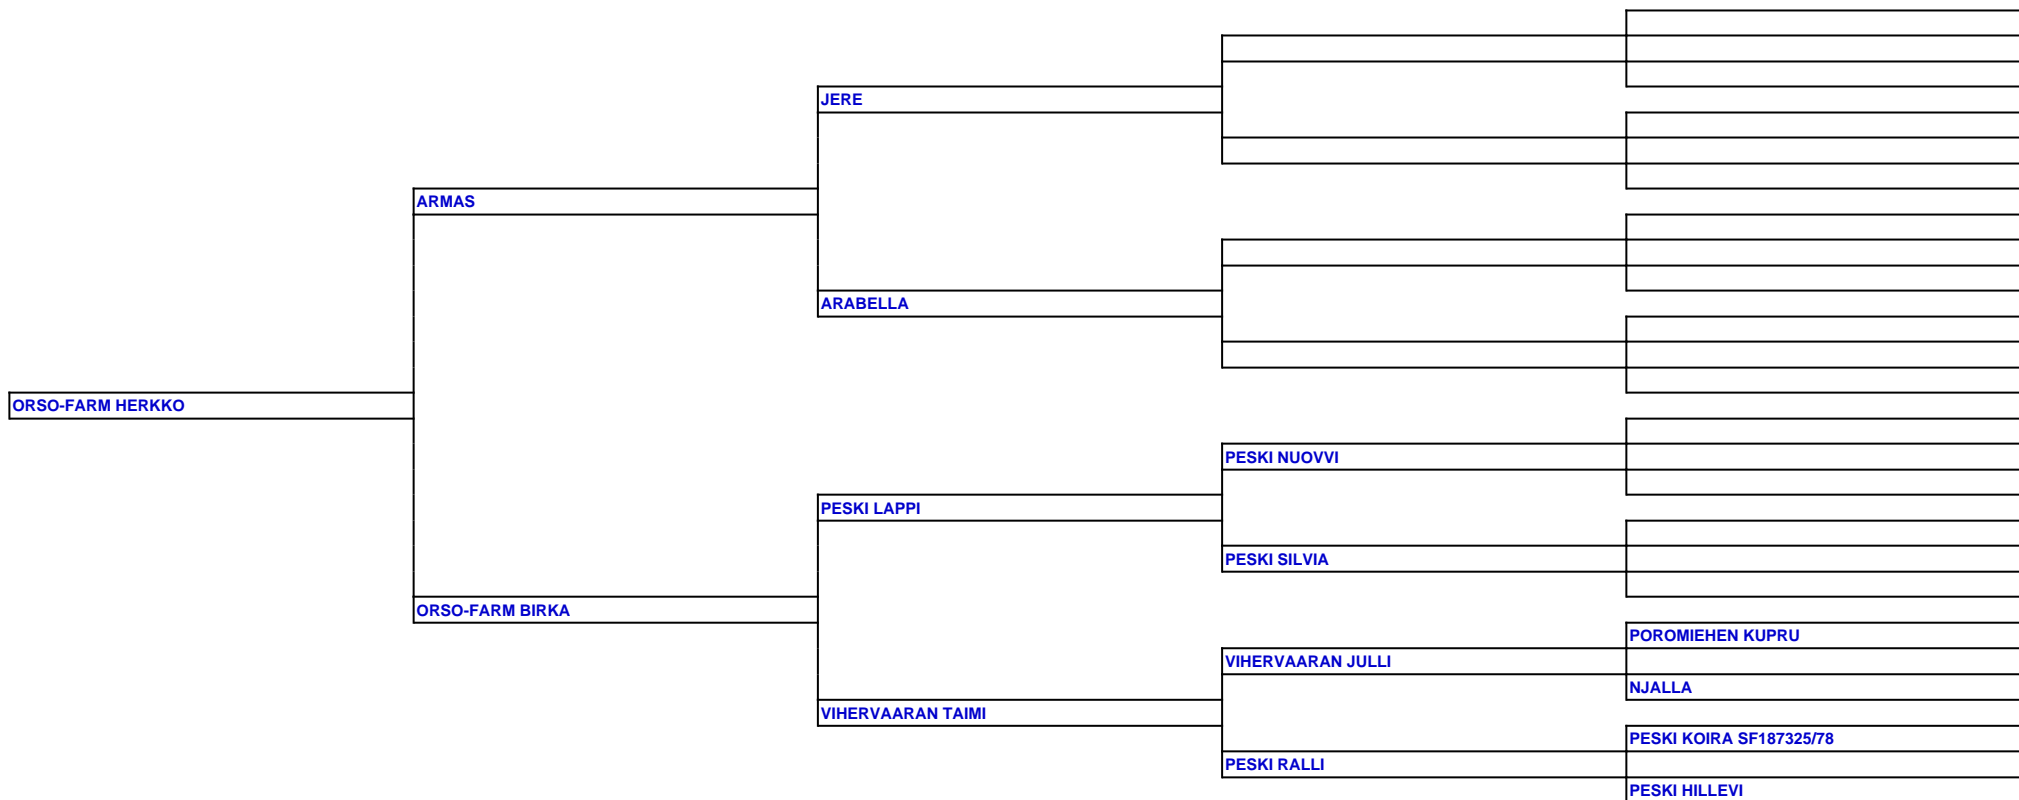 JERE
ARMAS
ARABELLA
ORSO-FARM HERKKO
PESKI NUOVVI
PESKI LAPPI
PESKI SILVIA
ORSO-FARM BIRKA
POROMIEHEN KUPRU
VIHERVAARAN JULLI
NJALLA
VIHERVAARAN TAIMI
PESKI KOIRA SF187325/78
PESKI RALLI
PESKI HILLEVI